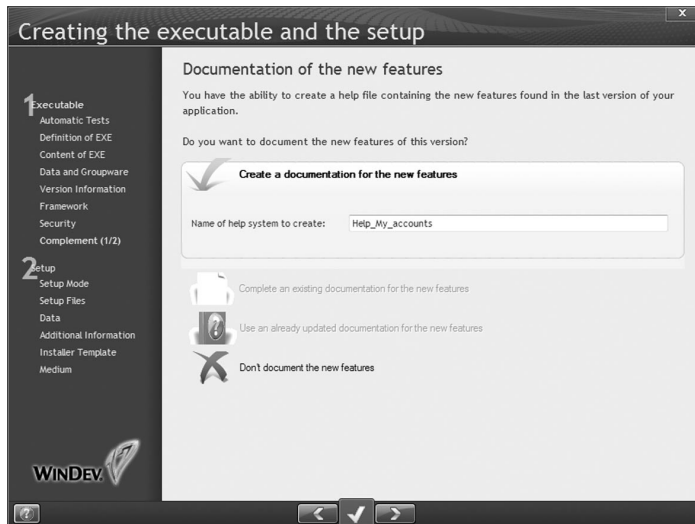 x
Creating the executable and the setup
Documentation of the new features
You have the ability to create a help file containing the new features found in the last version of your
application.
Do you want to document the new features of this version?
Create a documentation for the new features
Name of help system to create: Help_My_accounts
Complete an existing documentation for the new features
Use an already updated documentation for the new features
Don't document the new features
1 Executable
Automatic Tests
Definition of EXE
Content of EXE
Data and Groupware
Version Information
Framework
Security
Complement (1/2)
2 Setup
Setup Mode
Setup Files
Data
Additional Information
Installer Template
Medium
WINDEV.
?